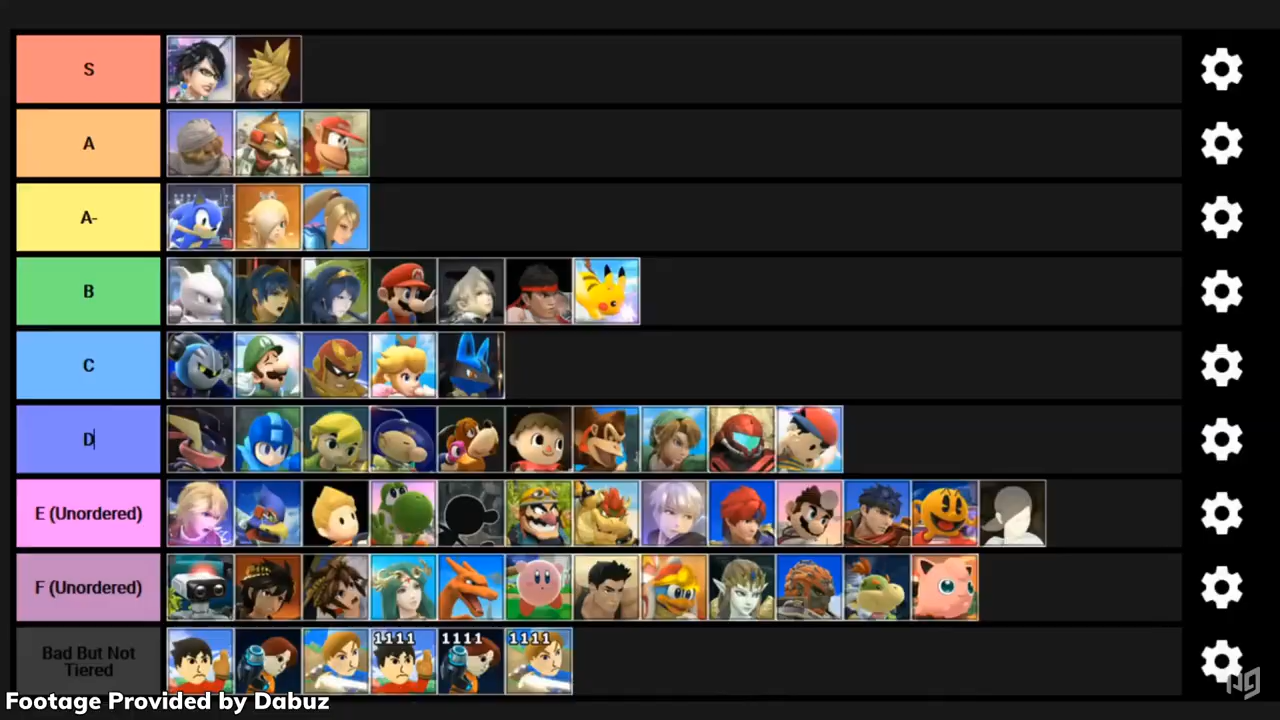 S
A
A-
B
C
D
E (Unordered)
F (Unordered)
Bad But Not
Tiered
1111
1111
1111
Footage Provided by Dabuz